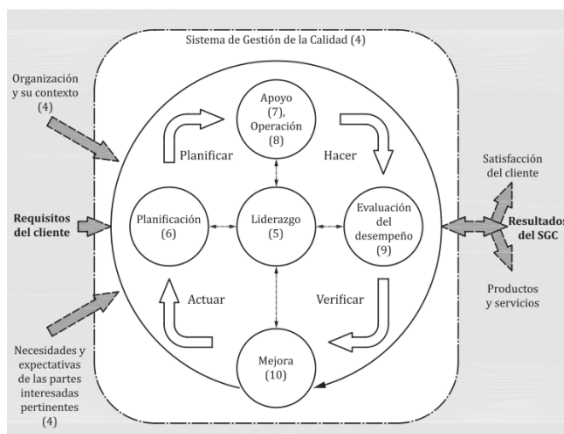 Sistema de Gestión de la Calidad (4)
Organización
y su contexto
(4)
Apoyo
(7),
Operación
(8)
Planificar
Hacer
Satisfacción
del cliente
Requisitos
del cliente
Planificación
(6)
Liderazgo
(5)
Evaluación
del
desempeño
(9)
Resultados
del SGC
Actuar
Verificar
Productos
y servicios
Necesidades y
expectativas
de las partes
interesadas
pertinentes
(4)
Mejora
(10)